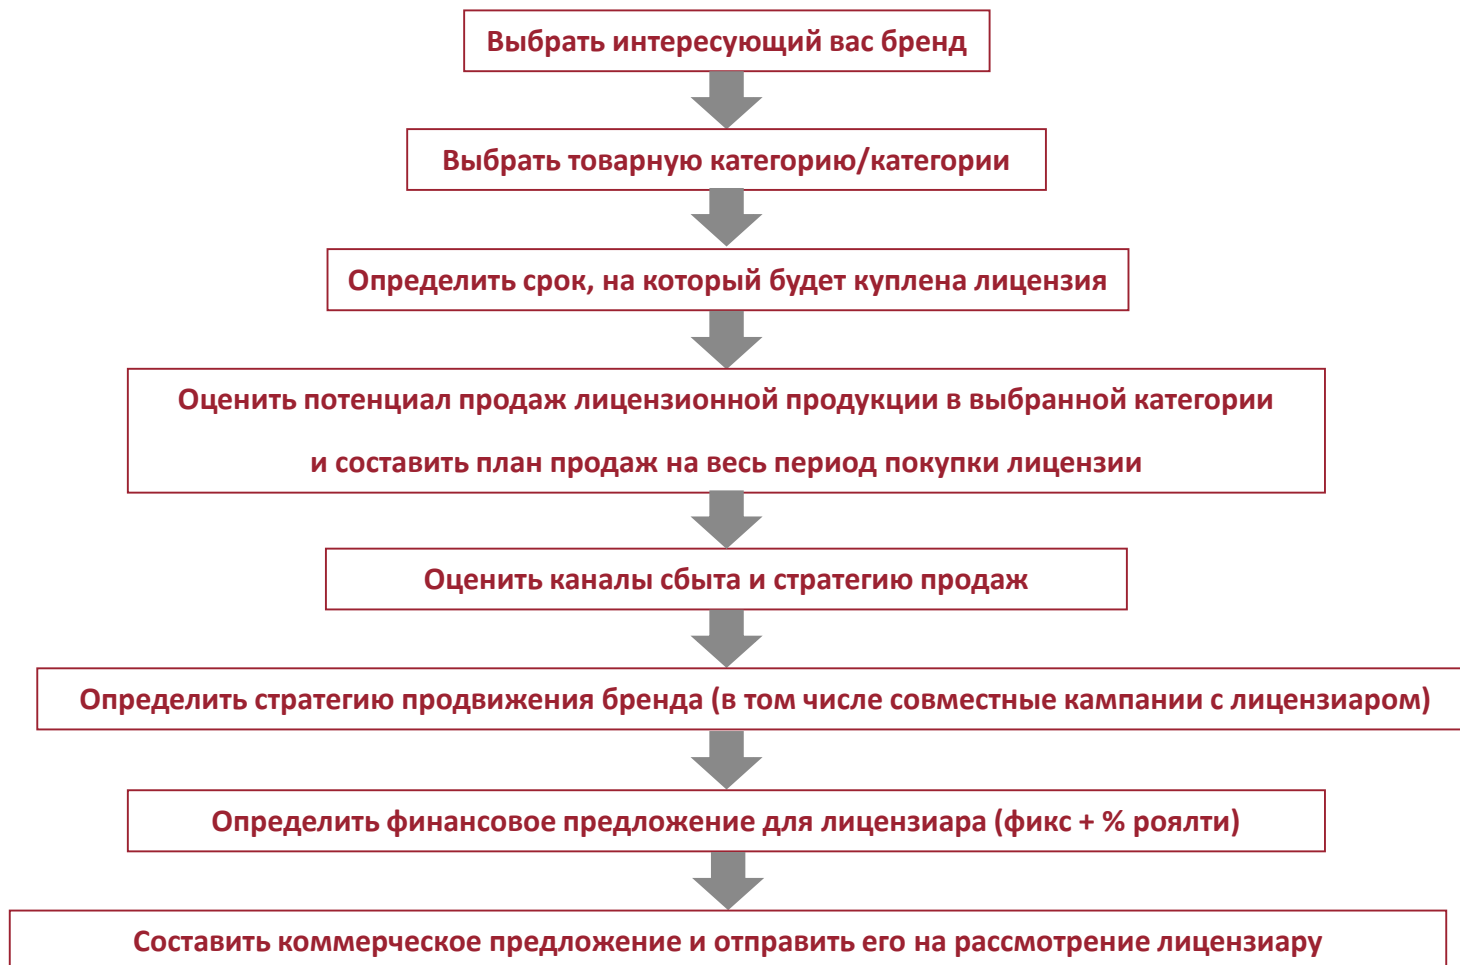 Выбрать интересующий вас бренд
Выбрать товарную категорию/категории
Определить срок, на который будет куплена лицензия
Оценить потенциал продаж лицензионной продукции в выбранной категории
и составить план продаж на весь период покупки лицензии
Оценить каналы сбыта и стратегию продаж
Определить стратегию продвижения бренда (в том числе совместные кампании с лицензиаром)
Определить финансовое предложение для лицензиара (фикс + % роялти)
Составить коммерческое предложение и отправить его на рассмотрение лицензиару